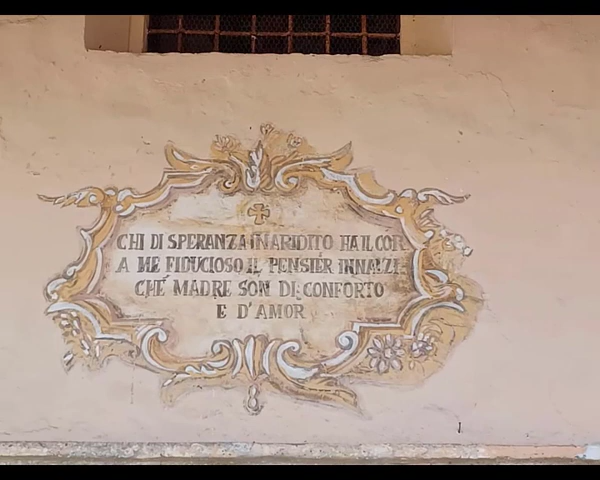 CHI DI SPERANZA INARIDITO HA IL COR
A ME FIDUCIOSO IL PENSIER INNALZI
CHÉ MADRE SON DI CONFORTO
E D'AMOR